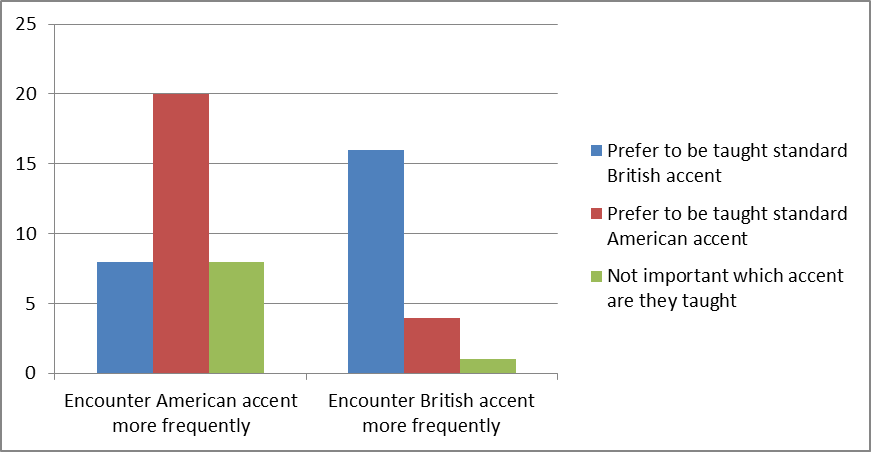 25
20
15
10
5
0
Encounter American accent
more frequently
Encounter British accent
more frequently
Prefer to be taught standard
British accent
Prefer to be taught standard
American accent
Not important which accent
are they taught